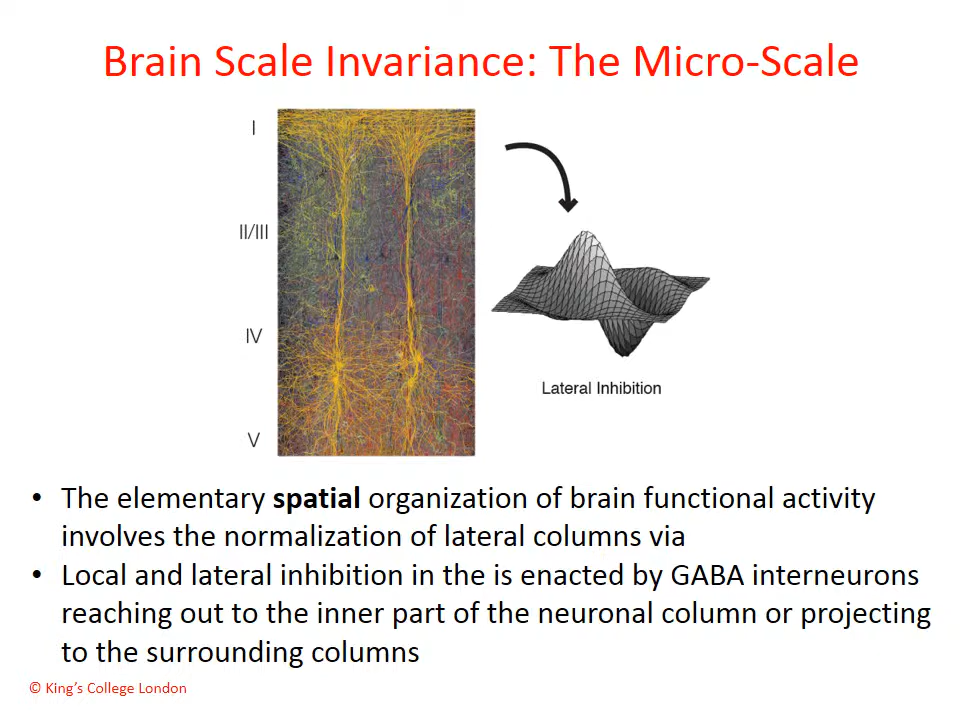 Brain Scale Invariance: The Micro-Scale
I
II/III
IV
V
Lateral Inhibition
• The elementary spatial organization of brain functional activity
involves the normalization of lateral columns via
• Local and lateral inhibition in the is enacted by GABA interneurons
reaching out to the inner part of the neuronal column or projecting
to the surrounding columns
© King's College London